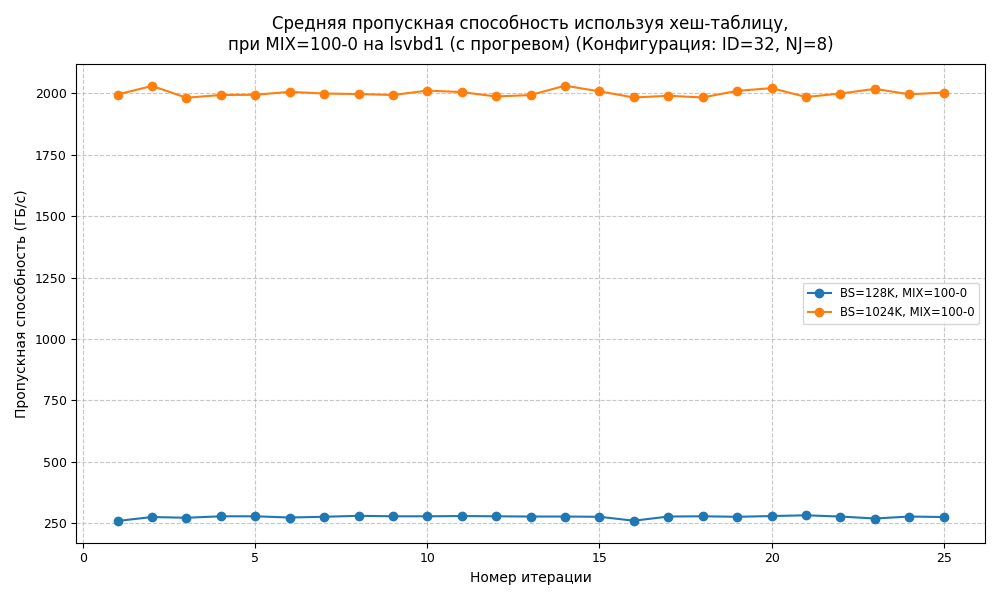 Средняя пропускная способность используя хеш-таблицу,
при MIX=100-0 на lsvbd1 (с прогревом) (Конфигурация: ID=32, NJ=8)
Пропускная способность (ГБ/с)
2000
1750
1500
1250
1000
750
500
250
BS=128K, MIX=100-0
BS=1024K, MIX=100-0
0 5 10 15 20 25
Номер итерации